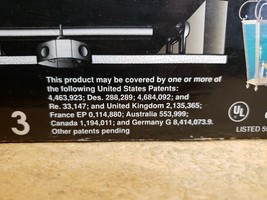 This product may be covered by one or more of
the following United States Patents:
4,463,923; Des. 288,289; 4,684,092; and
Re. 33,147; and United Kingdom 2,135,365;
France EP 0,114,880; Australia 553,999;
Canada 1,194,011; and Germany G 8,414,073.9.
Other patents pending
3
UL
LISTED